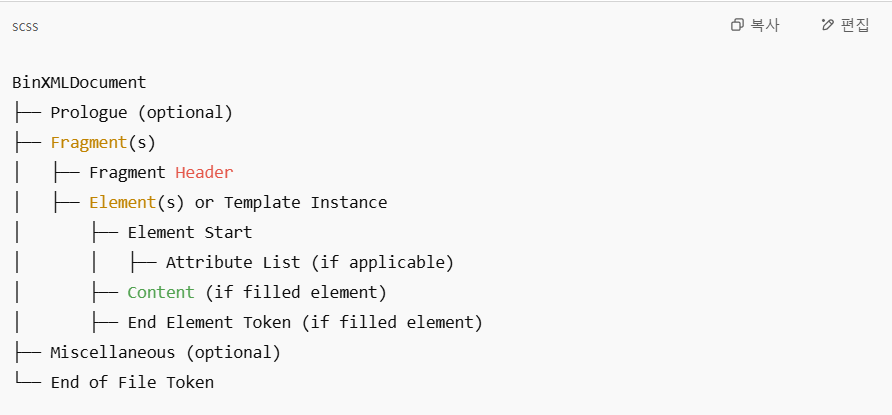 scss 복사 편집
BinXMLDocument
├── Prologue (optional)
├── Fragment(s)
│   ├── Fragment Header
│   ├── Element(s) or Template Instance
│       ├── Element Start
│       │   ├── Attribute List (if applicable)
│       ├── Content (if filled element)
│       ├── End Element Token (if filled element)
├── Miscellaneous (optional)
└── End of File Token